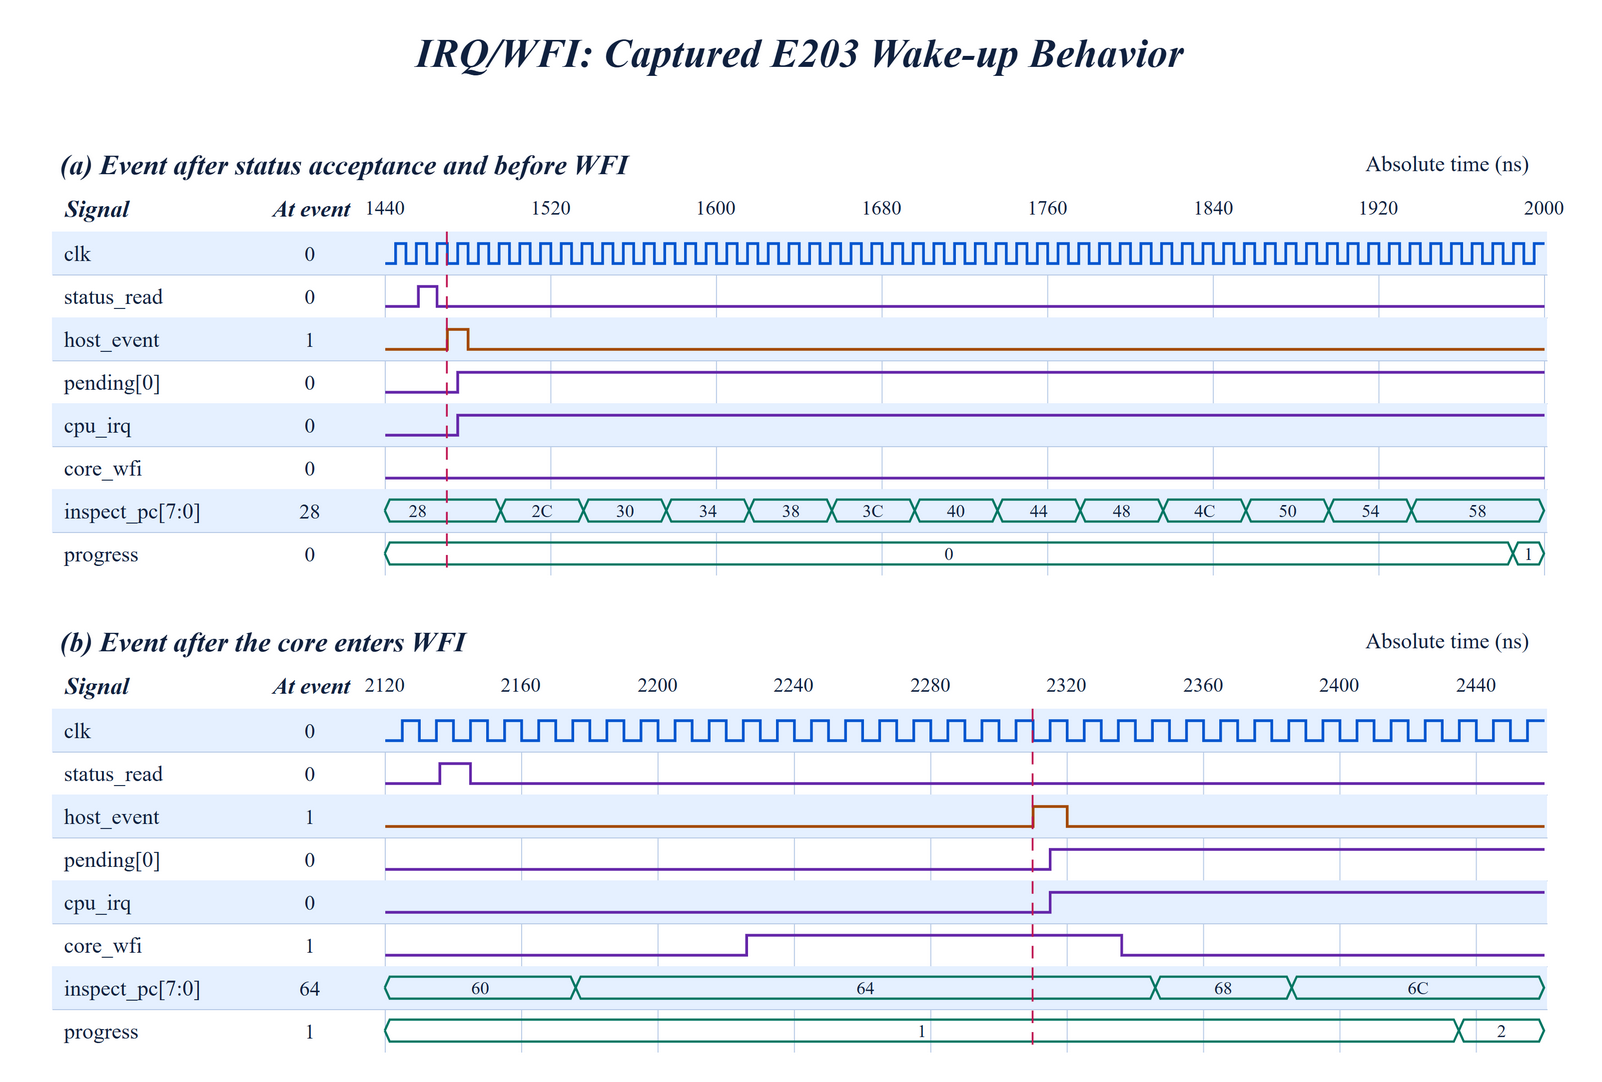 IRQ/WFI: Captured E203 Wake-up Behavior
(a) Event after status acceptance and before WFI Absolute time (ns)
Signal At event 1440 1520 1600 1680 1760 1840 1920 2000
clk 0
status_read 0
host_event 1
pending[0] 0
cpu_irq 0
core_wfi 0
inspect_pc[7:0] 28 28 2C 30 34 38 3C 40 44 48 4C 50 54 58
progress 0 0 1
(b) Event after the core enters WFI Absolute time (ns)
Signal At event 2120 2160 2200 2240 2280 2320 2360 2400 2440
clk 0
status_read 0
host_event 1
pending[0] 0
cpu_irq 0
core_wfi 1
inspect_pc[7:0] 64 60 64 68 6C
progress 1 1 2